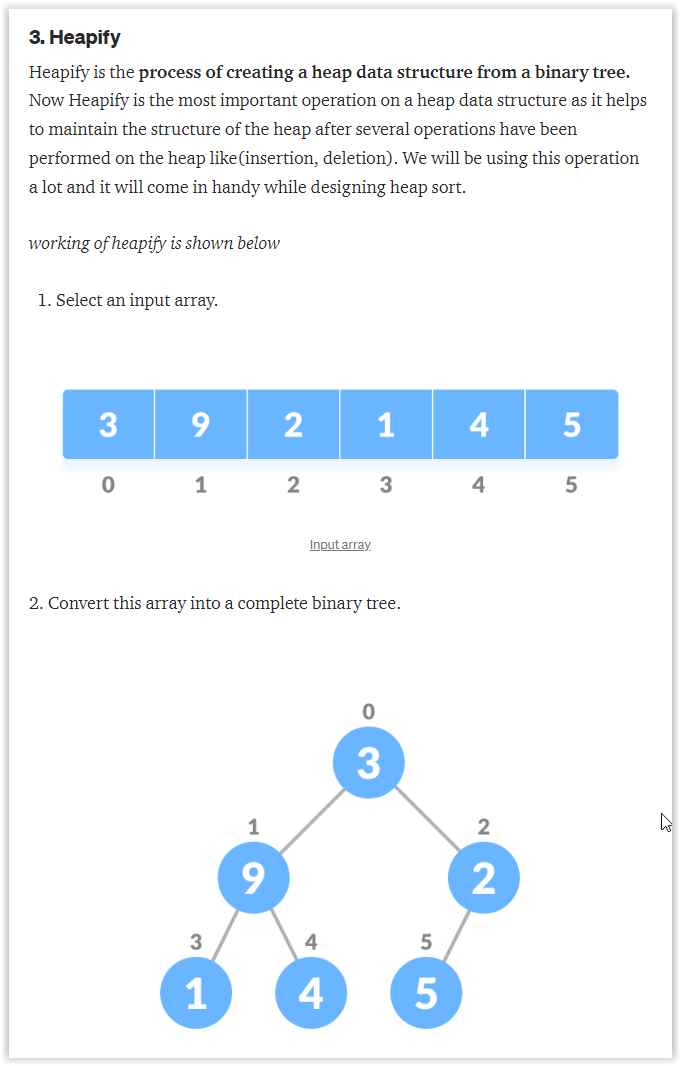 3. Heapify
Heapify is the process of creating a heap data structure from a binary tree.
Now Heapify is the most important operation on a heap data structure as it helps
to maintain the structure of the heap after several operations have been
performed on the heap like(insertion, deletion). We will be using this operation
a lot and it will come in handy while designing heap sort.
working of heapify is shown below
1. Select an input array.
3 9 2 1 4 5
0 1 2 3 4 5
Input array
2. Convert this array into a complete binary tree.
0
3
1 2
9 2
3 4 5
1 4 5